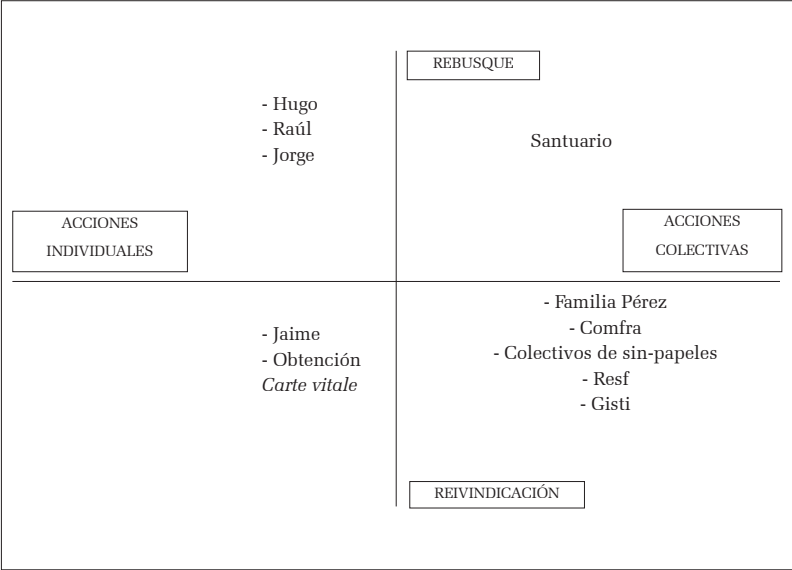 REBUSQUE
- Hugo
- Raúl
- Jorge
Santuario
ACCIONES
INDIVIDUALES
ACCIONES
COLECTIVAS
- Jaime
- Obtención
Carte vitale
- Familia Pérez
- Comfra
- Colectivos de sin-papeles
- Resf
- Gisti
REIVINDICACIÓN